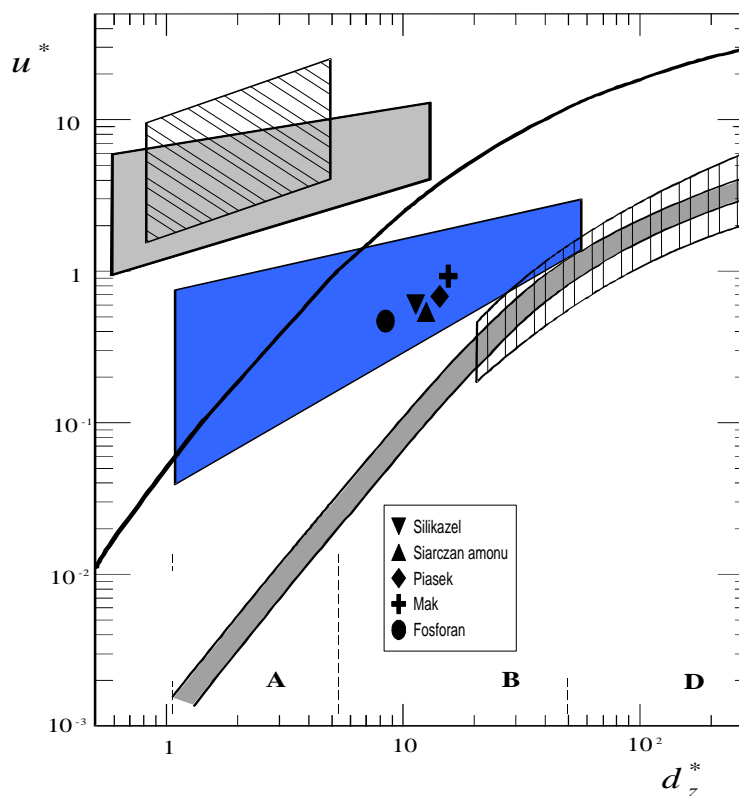 u*
10
1
10-1
10-2
10-3
Silikazel
Siarczan amonu
Piasek
Mak
Fosforan
A B D
1 10 10²
d*z